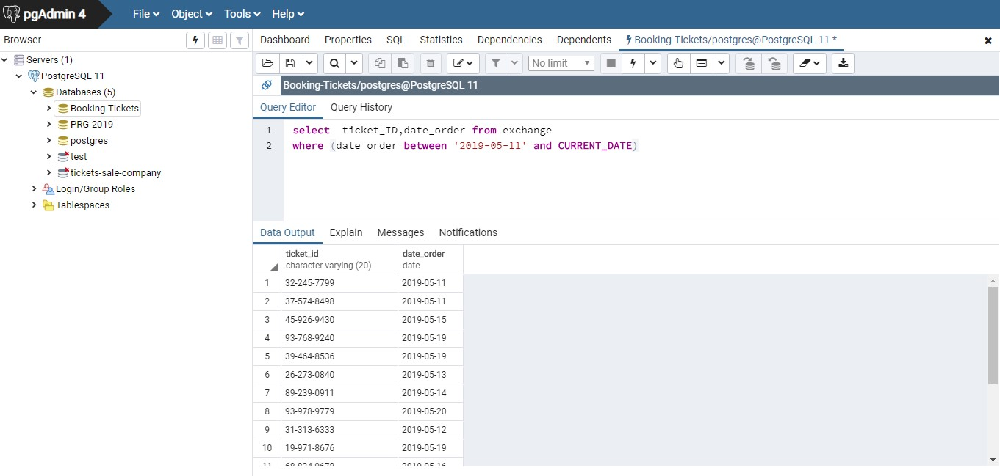 pgAdmin 4 File Object Tools Help
Browser
Dashboard Properties SQL Statistics Dependencies Dependents Booking-Tickets/postgres@PostgreSQL 11 *
No limit
Booking-Tickets/postgres@PostgreSQL 11
Servers (1)
PostgreSQL 11
Databases (5)
Booking-Tickets
PRG-2019
postgres
test
tickets-sale-company
Login/Group Roles
Tablespaces
Query Editor Query History
1 select ticket_ID,date_order from exchange
2 where (date_order between '2019-05-11' and CURRENT_DATE)
Data Output Explain Messages Notifications
ticket_id date_order
character varying (20) date
1 32-245-7799 2019-05-11
2 37-574-8498 2019-05-11
3 45-926-9430 2019-05-15
4 93-768-9240 2019-05-19
5 39-464-8536 2019-05-19
6 26-273-0840 2019-05-13
7 89-239-0911 2019-05-14
8 93-978-9779 2019-05-20
9 31-313-6333 2019-05-12
10 19-971-8676 2019-05-19
11 68-824-9678 2019-05-16